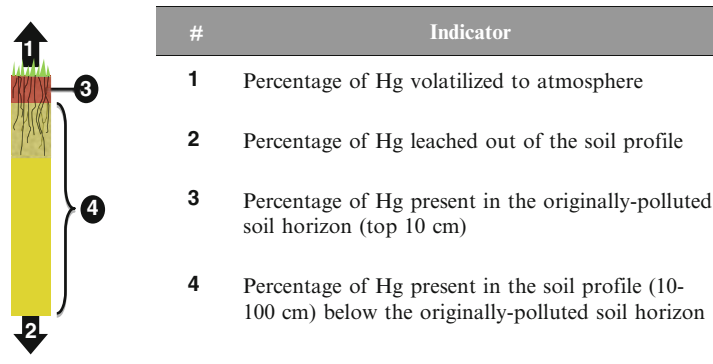 1
3
4
2
# Indicator
1 Percentage of Hg volatilized to atmosphere
2 Percentage of Hg leached out of the soil profile
3 Percentage of Hg present in the originally-polluted
soil horizon (top 10 cm)
4 Percentage of Hg present in the soil profile (10-
100 cm) below the originally-polluted soil horizon